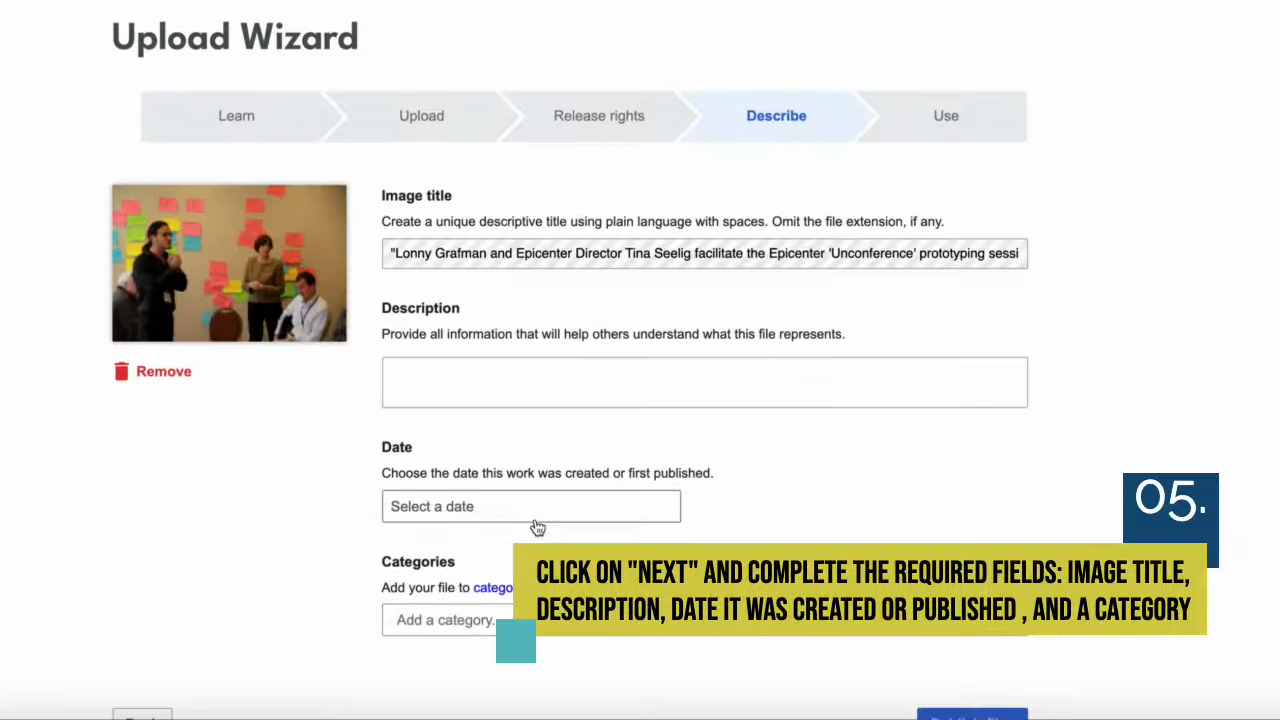 Upload Wizard
Learn
Upload
Release rights
Describe
Use
Image title
Create a unique descriptive title using plain language with spaces. Omit the file extension, if any.
"Lonny Grafman and Epicenter Director Tina Seelig facilitate the Epicenter 'Unconference' prototyping sessi
Description
Provide all information that will help others understand what this file represents.
Remove
Date
Choose the date this work was created or first published.
Select a date
05.
Categories
Add your file to catego
Add a category.
CLICK ON "NEXT" AND COMPLETE THE REQUIRED FIELDS: IMAGE TITLE,
DESCRIPTION, DATE IT WAS CREATED OR PUBLISHED , AND A CATEGORY